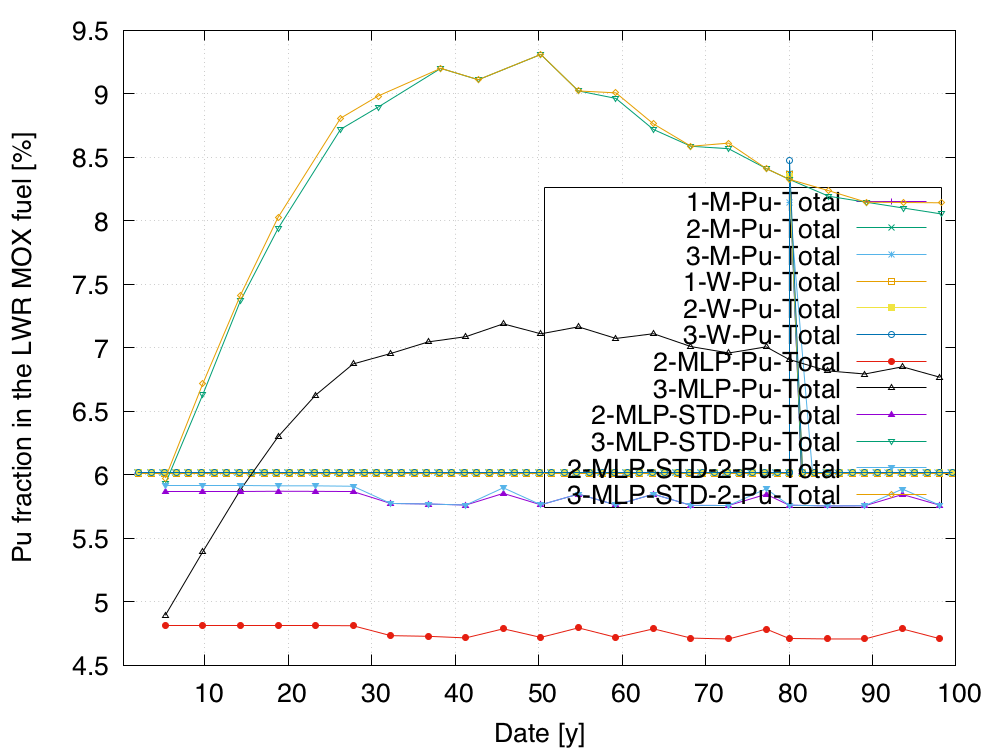 9.5
9
8.5
8
7.5
7
6.5
6
5.5
5
4.5
Pu fraction in the LWR MOX fuel [%]
1-M-Pu-Total
2-M-Pu-Total
3-M-Pu-Total
1-W-Pu-Total
2-W-Pu-Total
3-W-Pu-Total
2-MLP-Pu-Total
3-MLP-Pu-Total
2-MLP-STD-Pu-Total
3-MLP-STD-Pu-Total
2-MLP-STD-2-Pu-Total
3-MLP-STD-2-Pu-Total
10 20 30 40 50 60 70 80 90 100
Date [y]